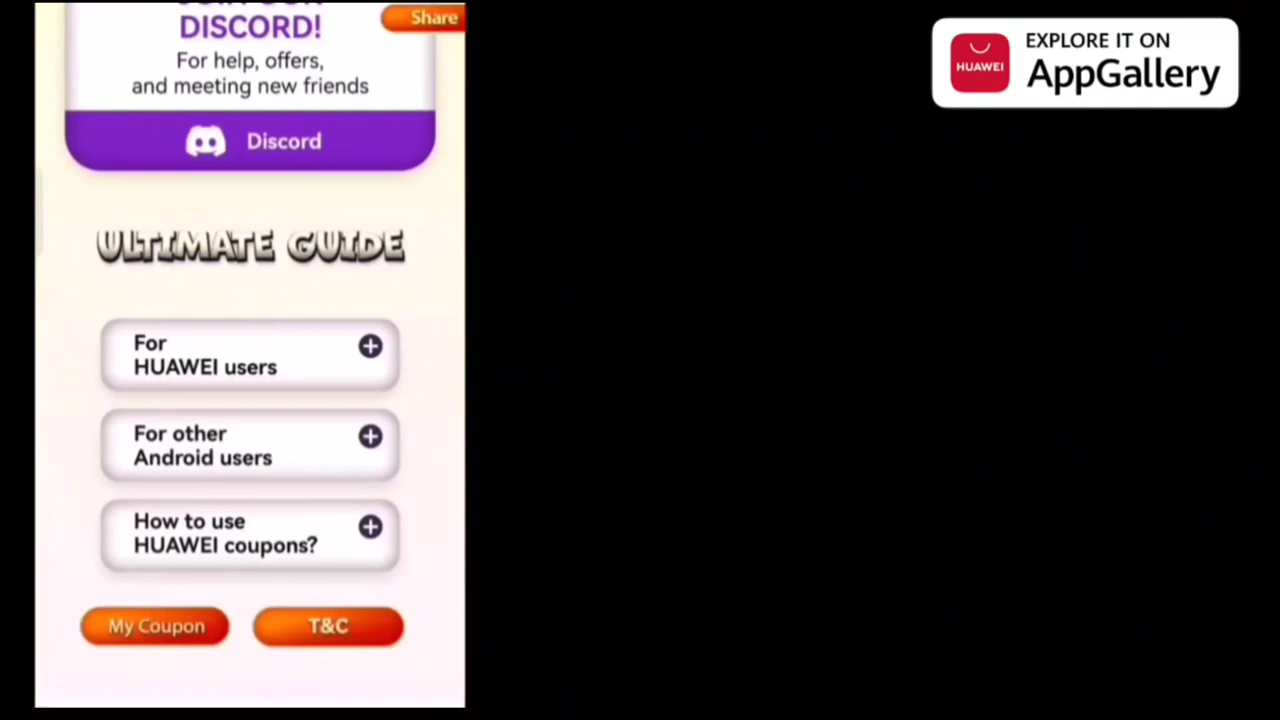 DISCORD!
Share
For help, offers,
and meeting new friends
Discord
ULTIMATE GUIDE
For
HUAWEI users
For other
Android users
How to use
HUAWEI coupons?
My Coupon
T&C
EXPLORE IT ON
HUAWEI
AppGallery